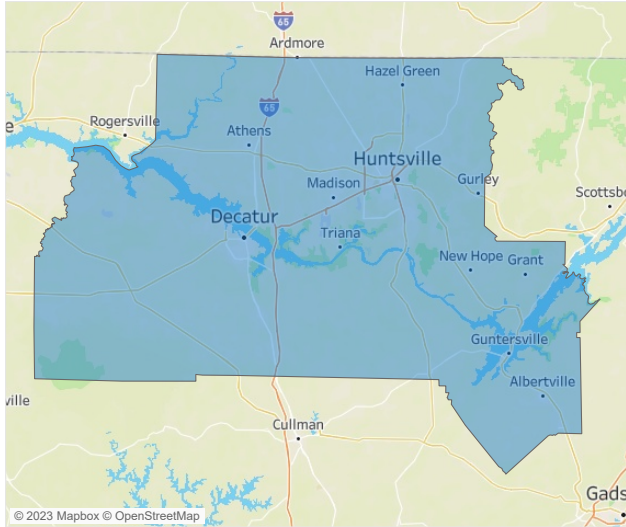 65
Ardmore
Hazel Green
65
Rogersville
e
Athens
Huntsville
Madison
Gurley
Scottsbo
Decatur
Triana
New Hope
Grant
Guntersville
Albertville
ville
Cullman
Gads
© 2023 Mapbox © OpenStreetMap